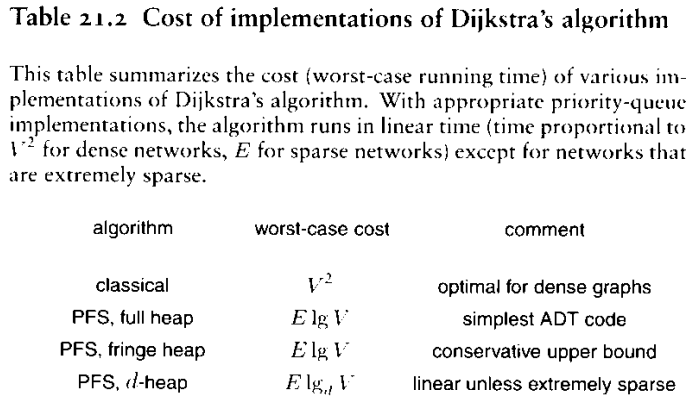 Table 21.2 Cost of implementations of Dijkstra's algorithm
This table summarizes the cost (worst-case running time) of various im-
plementations of Dijkstra's algorithm. With appropriate priority-queue
implementations, the algorithm runs in linear time (time proportional to
V² for dense networks, E for sparse networks) except for networks that
are extremely sparse.
algorithm worst-case cost comment
classical V² optimal for dense graphs
PFS, full heap E lg V simplest ADT code
PFS, fringe heap E lg V conservative upper bound
PFS, d-heap E lg_d V linear unless extremely sparse